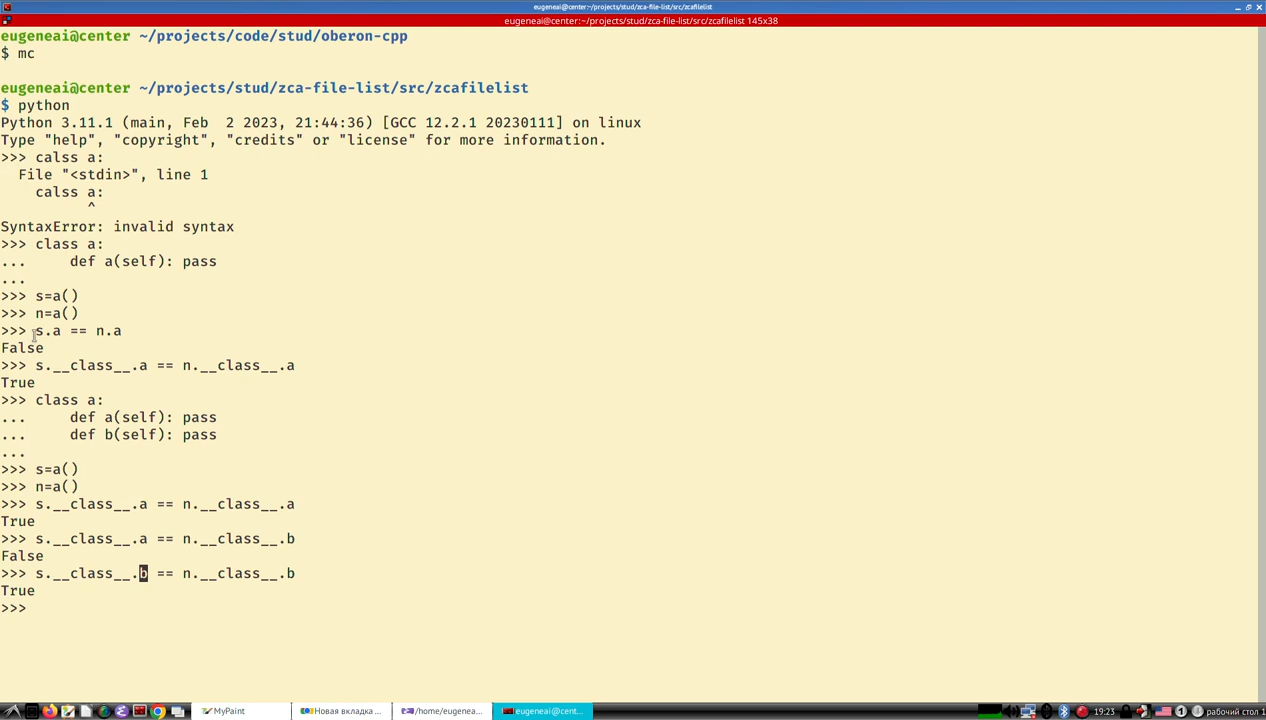 eugeneai@center:~/projects/stud/zca-file-list/src/zcafilelist
eugeneai@center:~/projects/stud/zca-file-list/src/zcafilelist 145x38
eugeneai@center ~/projects/code/stud/oberon-cpp
$ mc
eugeneai@center ~/projects/stud/zca-file-list/src/zcafilelist
$ python
Python 3.11.1 (main, Feb  2 2023, 21:44:36) [GCC 12.2.1 20230111] on linux
Type "help", "copyright", "credits" or "license" for more information.
>>> calss a:
  File "<stdin>", line 1
    calss a:
          ^
SyntaxError: invalid syntax
>>> class a:
...     def a(self): pass
...
>>> s=a()
>>> n=a()
>>> s.a == n.a
False
>>> s.__class__.a == n.__class__.a
True
>>> class a:
...     def a(self): pass
...     def b(self): pass
...
>>> s=a()
>>> n=a()
>>> s.__class__.a == n.__class__.a
True
>>> s.__class__.a == n.__class__.b
False
>>> s.__class__.b == n.__class__.b
True
>>>
MyPaint
Новая вкладка ...
/home/eugenea...
eugeneai@cent...
19:23
1
рабочий стол 1